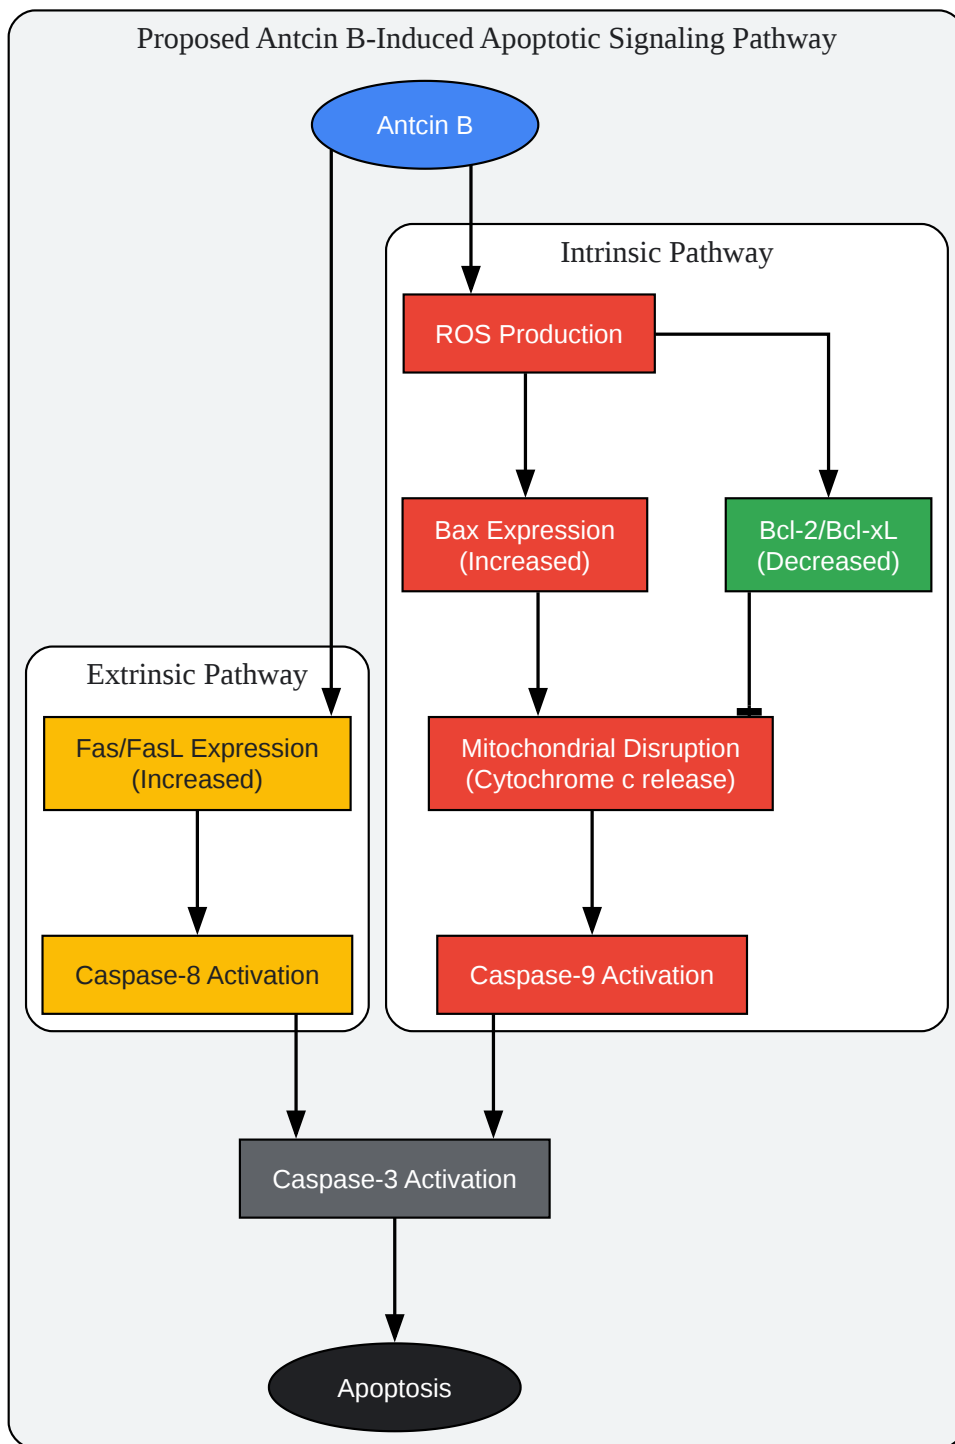 Proposed Antcin B-Induced Apoptotic Signaling Pathway
Antcin B
Intrinsic Pathway
ROS Production
Bax Expression
(Increased)
Bcl-2/Bcl-xL
(Decreased)
Extrinsic Pathway
Fas/FasL Expression
(Increased)
Mitochondrial Disruption
(Cytochrome c release)
Caspase-8 Activation
Caspase-9 Activation
Caspase-3 Activation
Apoptosis